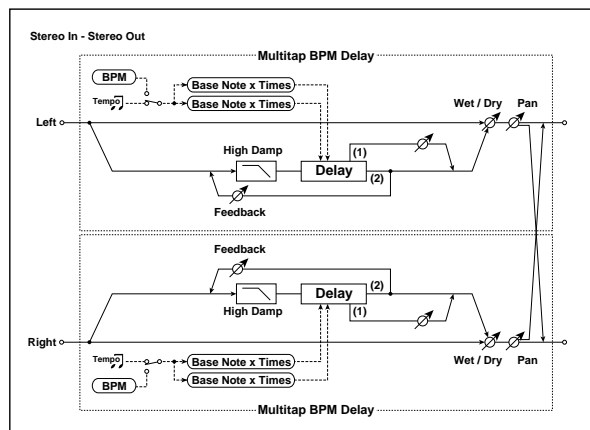 Stereo In - Stereo Out
Multitap BPM Delay
BPM
Base Note x Times
Tempo
Base Note x Times
Wet / Dry
Pan
Left
High Damp
(1)
Delay
(2)
Feedback
Feedback
Delay
(2)
High Damp
(1)
Right
Wet / Dry
Pan
Tempo
Base Note x Times
BPM
Base Note x Times
Multitap BPM Delay